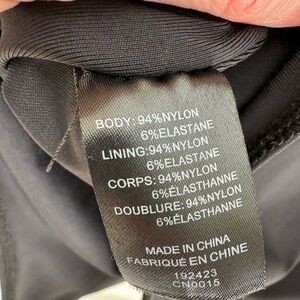 BODY: 94%NYLON
6%ELASTANE
LINING:94%NYLON
6%ELASTANE
CORPS: 94%NYLON
6%ÉLASTHANNE
DOUBLURE: 94%NYLON
6%ÉLASTHANNE
MADE IN CHINA
FABRIQUÉ EN CHINE
192423
CN0015